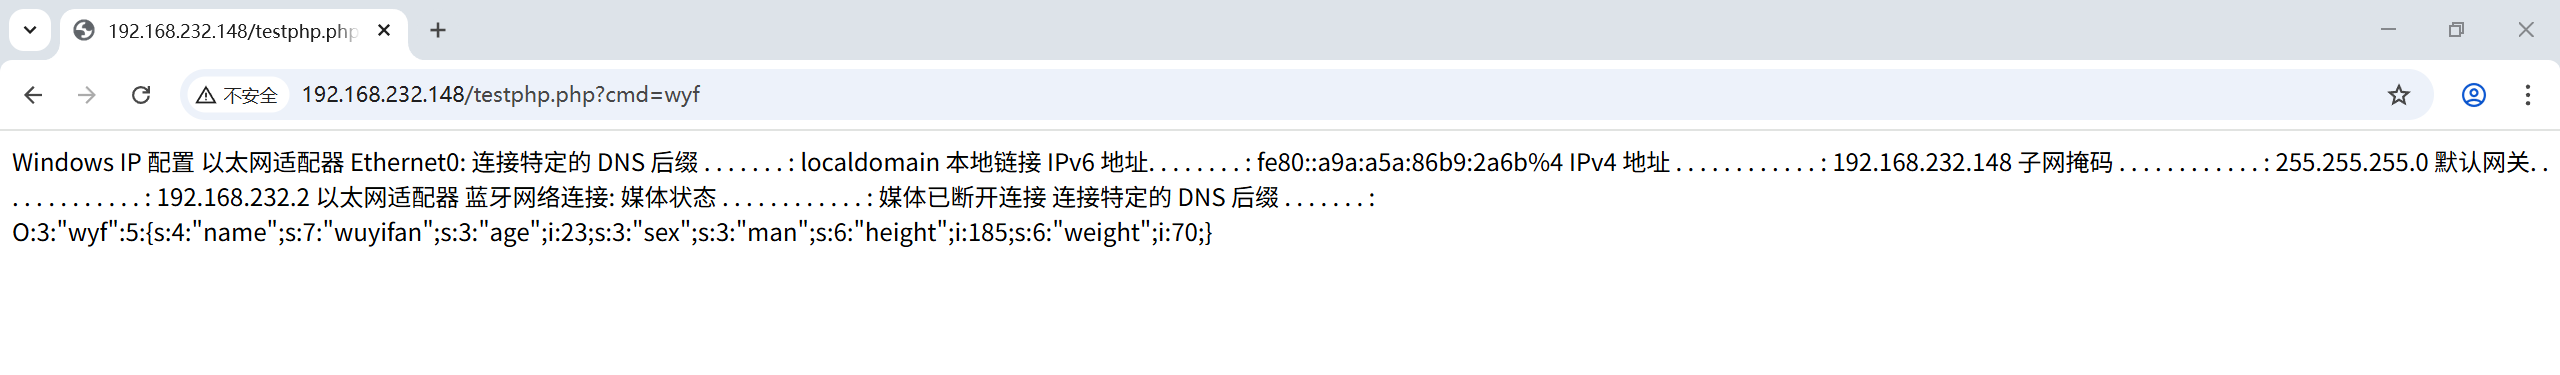 192.168.232.148/testphp.php
不安全 192.168.232.148/testphp.php?cmd=wyf
Windows IP 配置 以太网适配器 Ethernet0: 连接特定的 DNS 后缀 . . . . . . . : localdomain 本地链接 IPv6 地址. . . . . . . . : fe80::a9a:a5a:86b9:2a6b%4 IPv4 地址 . . . . . . . . . . . . : 192.168.232.148 子网掩码 . . . . . . . . . . . . : 255.255.255.0 默认网关. .
. . . . . . . . . . . : 192.168.232.2 以太网适配器 蓝牙网络连接: 媒体状态 . . . . . . . . . . . . : 媒体已断开连接 连接特定的 DNS 后缀 . . . . . . . :
O:3:"wyf":5:{s:4:"name";s:7:"wuyifan";s:3:"age";i:23;s:3:"sex";s:3:"man";s:6:"height";i:185;s:6:"weight";i:70;}